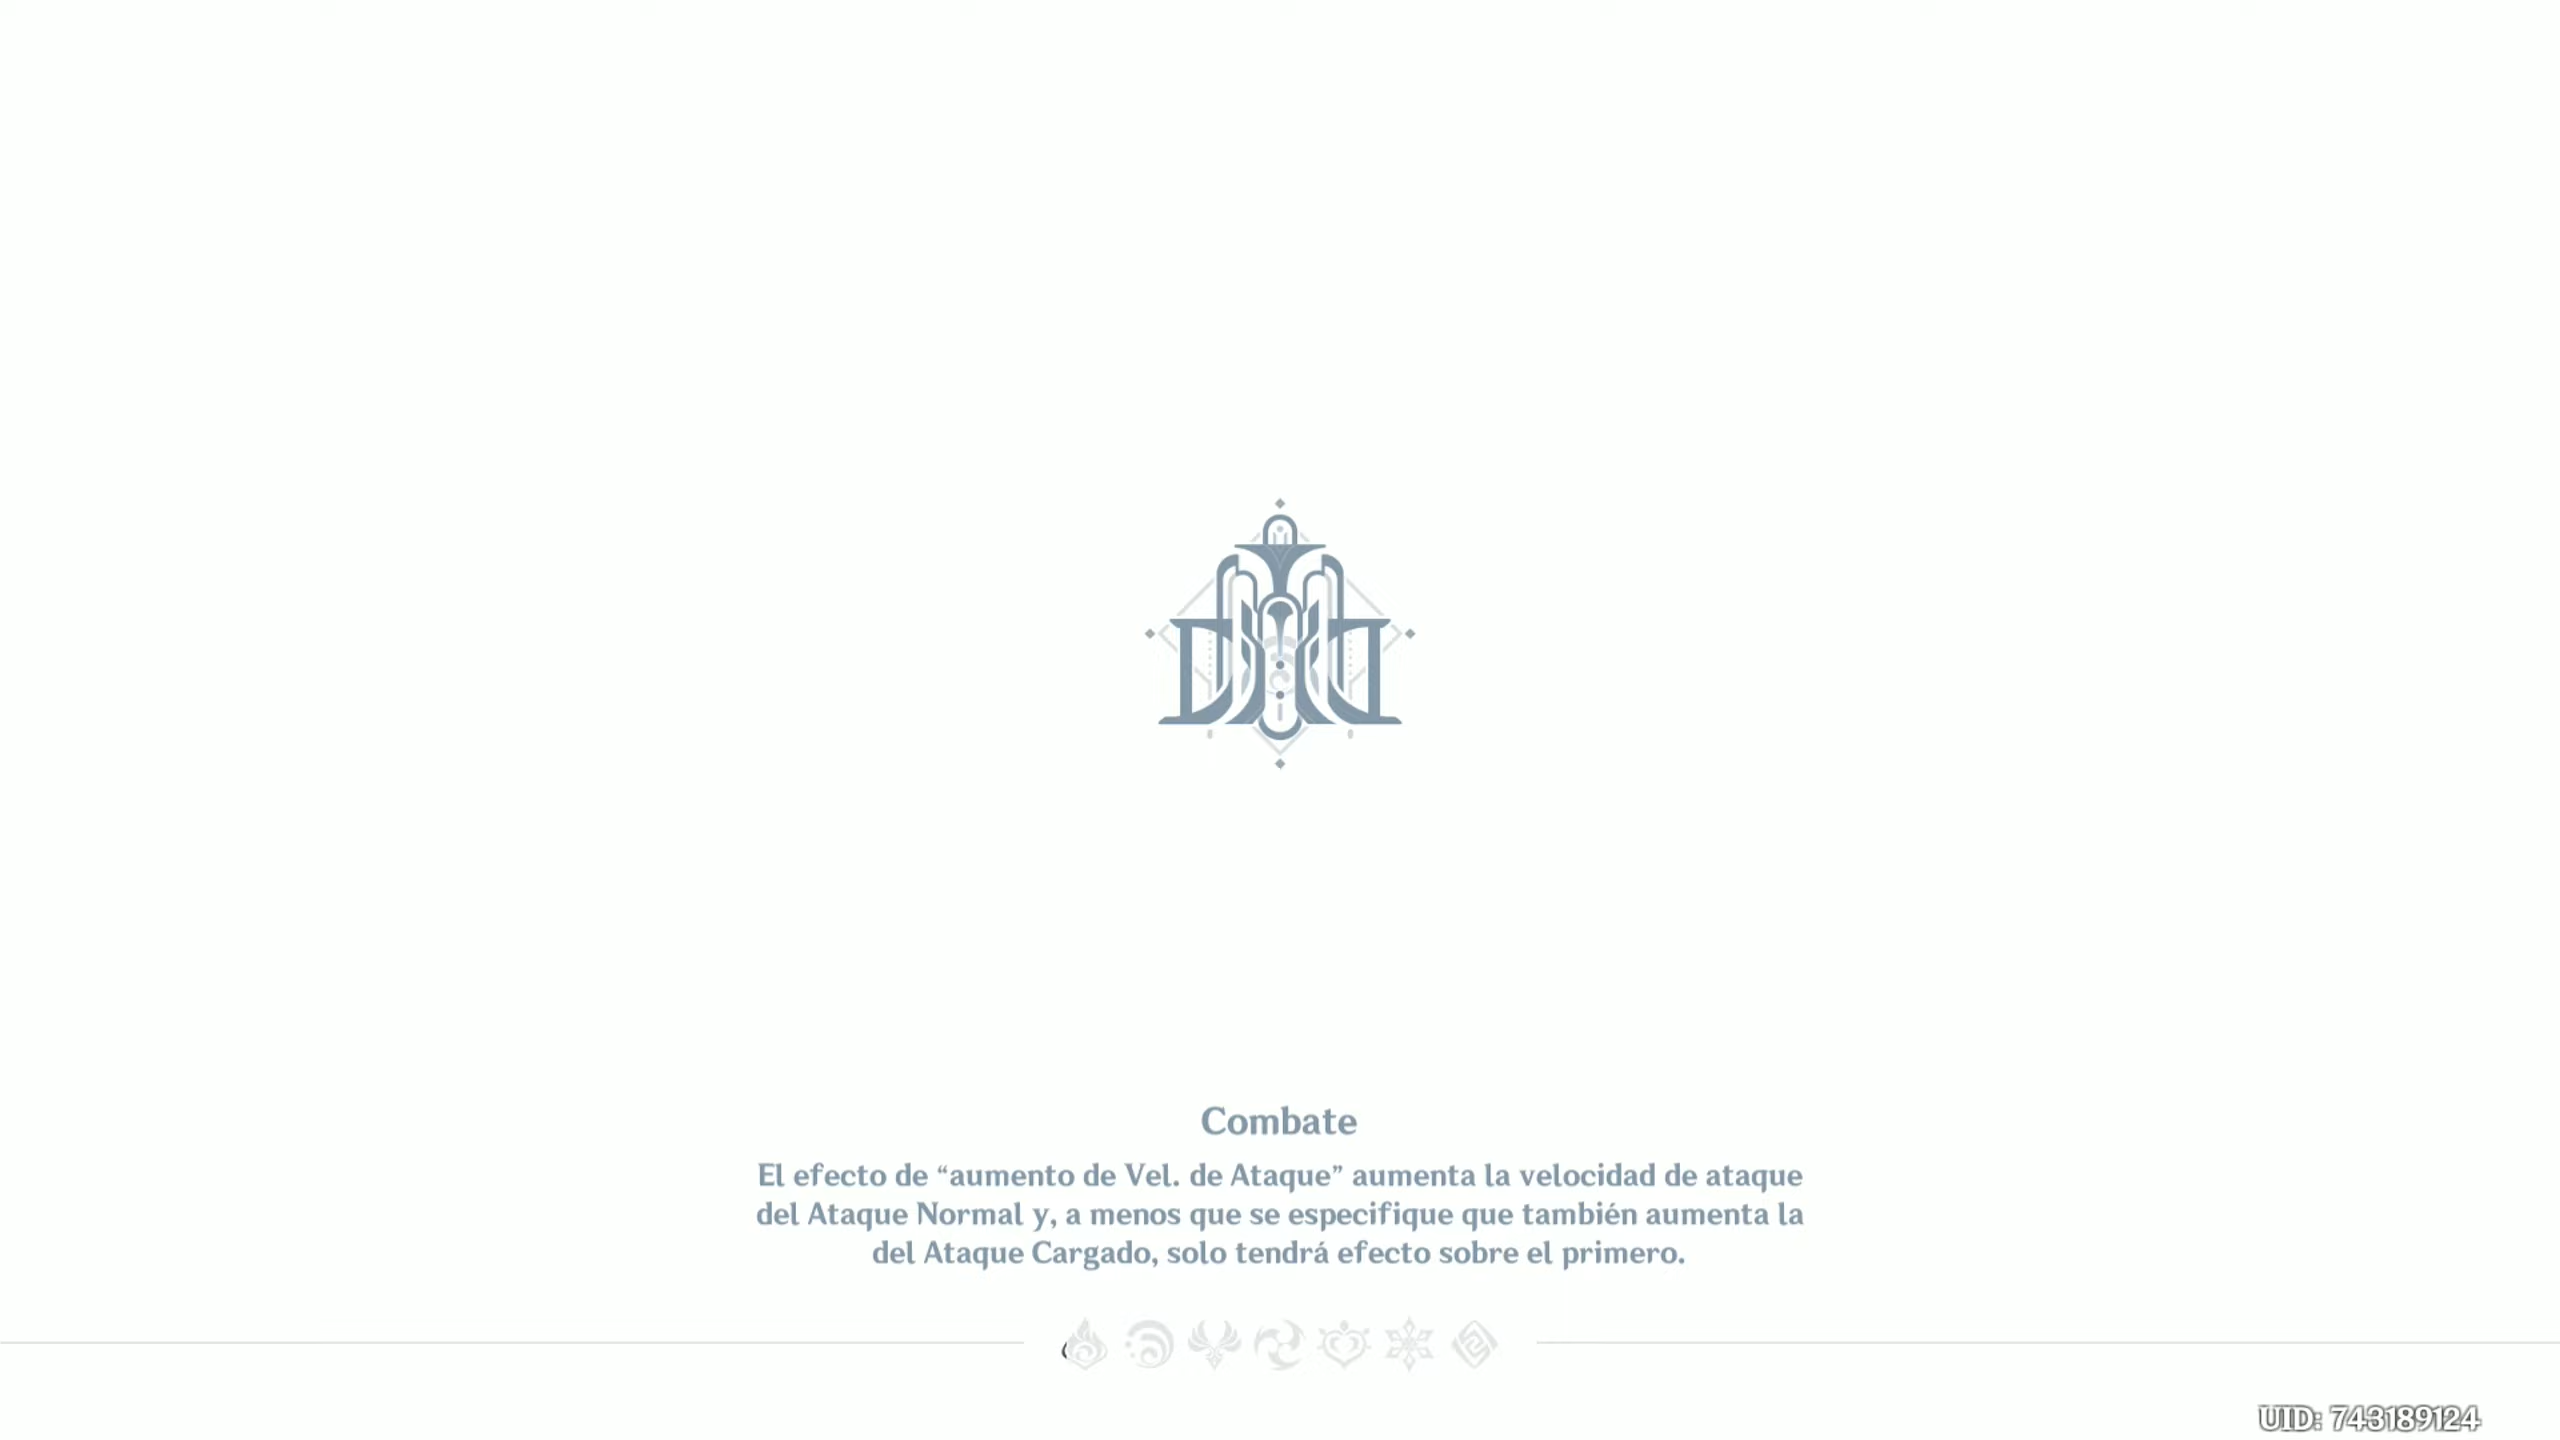 Combate
El efecto de “aumento de Vel. de Ataque” aumenta la velocidad de ataque
del Ataque Normal y, a menos que se especifique que también aumenta la
del Ataque Cargado, solo tendrá efecto sobre el primero.
UID: 743189124